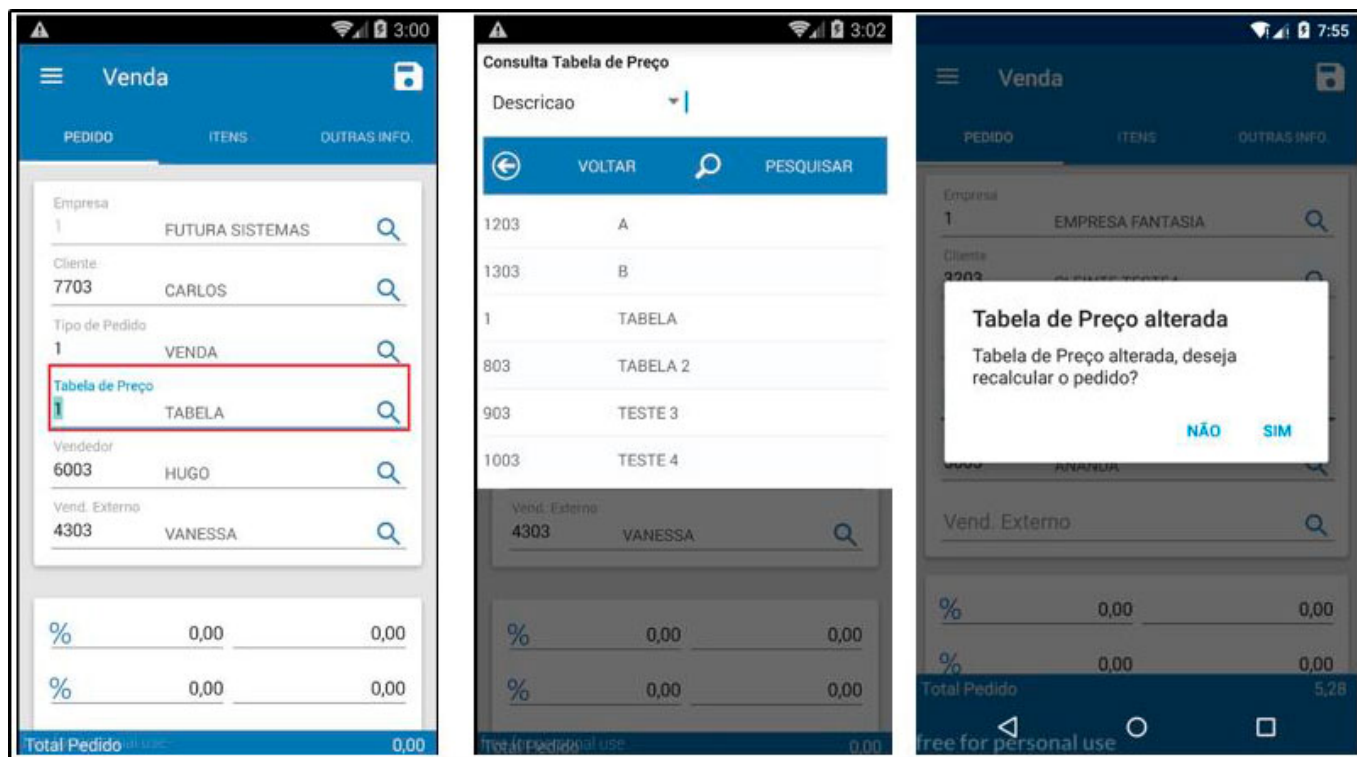 3:00
Venda
PEDIDO ITENS OUTRAS INFO.
Empresa
1 FUTURA SISTEMAS
Cliente
7703 CARLOS
Tipo de Pedido
1 VENDA
Tabela de Preço
1 TABELA
Vendedor
6003 HUGO
Vend. Externo
4303 VANESSA
% 0,00 0,00
% 0,00 0,00
Total Pedido 0,00
3:02
Consulta Tabela de Preço
Descricao
VOLTAR PESQUISAR
1203 A
1303 B
1 TABELA
803 TABELA 2
903 TESTE 3
1003 TESTE 4
Vend. Externo
4303 VANESSA
% 0,00 0,00
% 0,00 0,00
Total Pedido 0,00
7:55
Venda
PEDIDO ITENS OUTRAS INFO.
Empresa
1 EMPRESA FANTASIA
Cliente
3203
Tabela de Preço alterada
Tabela de Preço alterada, deseja
recalcular o pedido?
NÃO SIM
ANANDA
Vend. Externo
% 0,00 0,00
% 0,00 0,00
Total Pedido 5,28
free for personal use